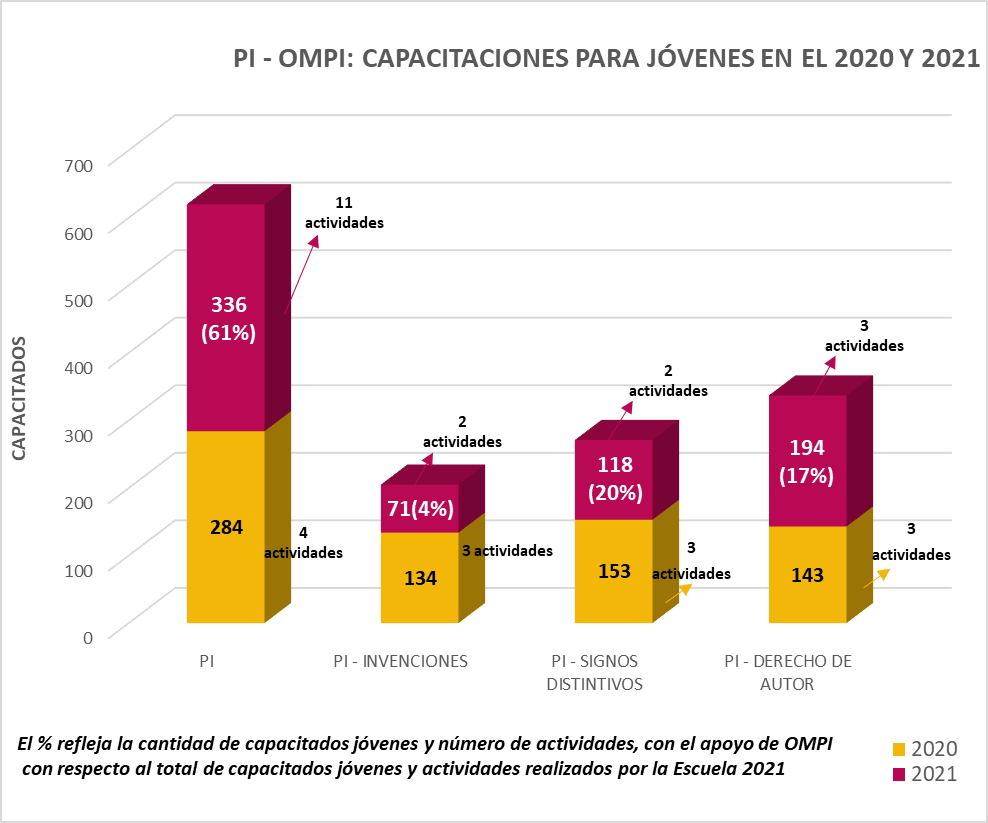 PI - OMPI: CAPACITACIONES PARA JÓVENES EN EL 2020 Y 2021
CAPACITADOS
700
600
500
400
300
200
100
0
11
actividades
336
(61%)
284
4
actividades
2
actividades
71(4%)
134
3 actividades
2
actividades
118
(20%)
153
3
actividades
3
actividades
194
(17%)
143
3
actividades
PI
PI - INVENCIONES
PI - SIGNOS
DISTINTIVOS
PI - DERECHO DE
AUTOR
El % refleja la cantidad de capacitados jóvenes y número de actividades, con el apoyo de OMPI
con respecto al total de capacitados jóvenes y actividades realizados por la Escuela 2021
2020
2021